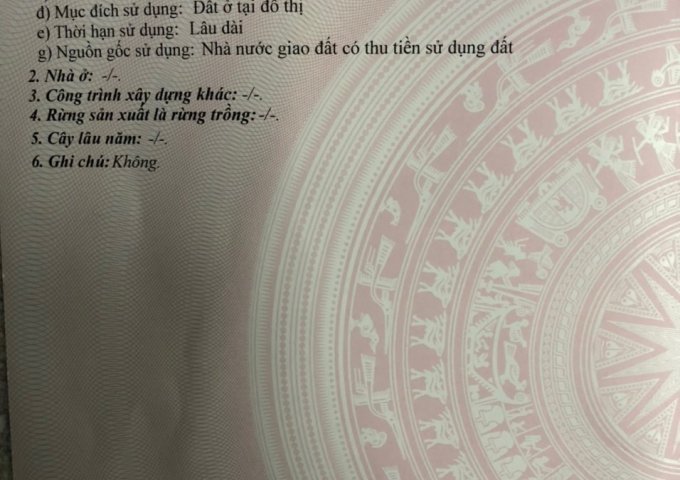 đ) Mục đích sử dụng: Đất ở tại đô thị
e) Thời hạn sử dụng: Lâu dài
g) Nguồn gốc sử dụng: Nhà nước giao đất có thu tiền sử dụng đất
2. Nhà ở: -/-.
3. Công trình xây dựng khác: -/-.
4. Rừng sản xuất là rừng trồng: -/-.
5. Cây lâu năm: -/-.
6. Ghi chú: Không.